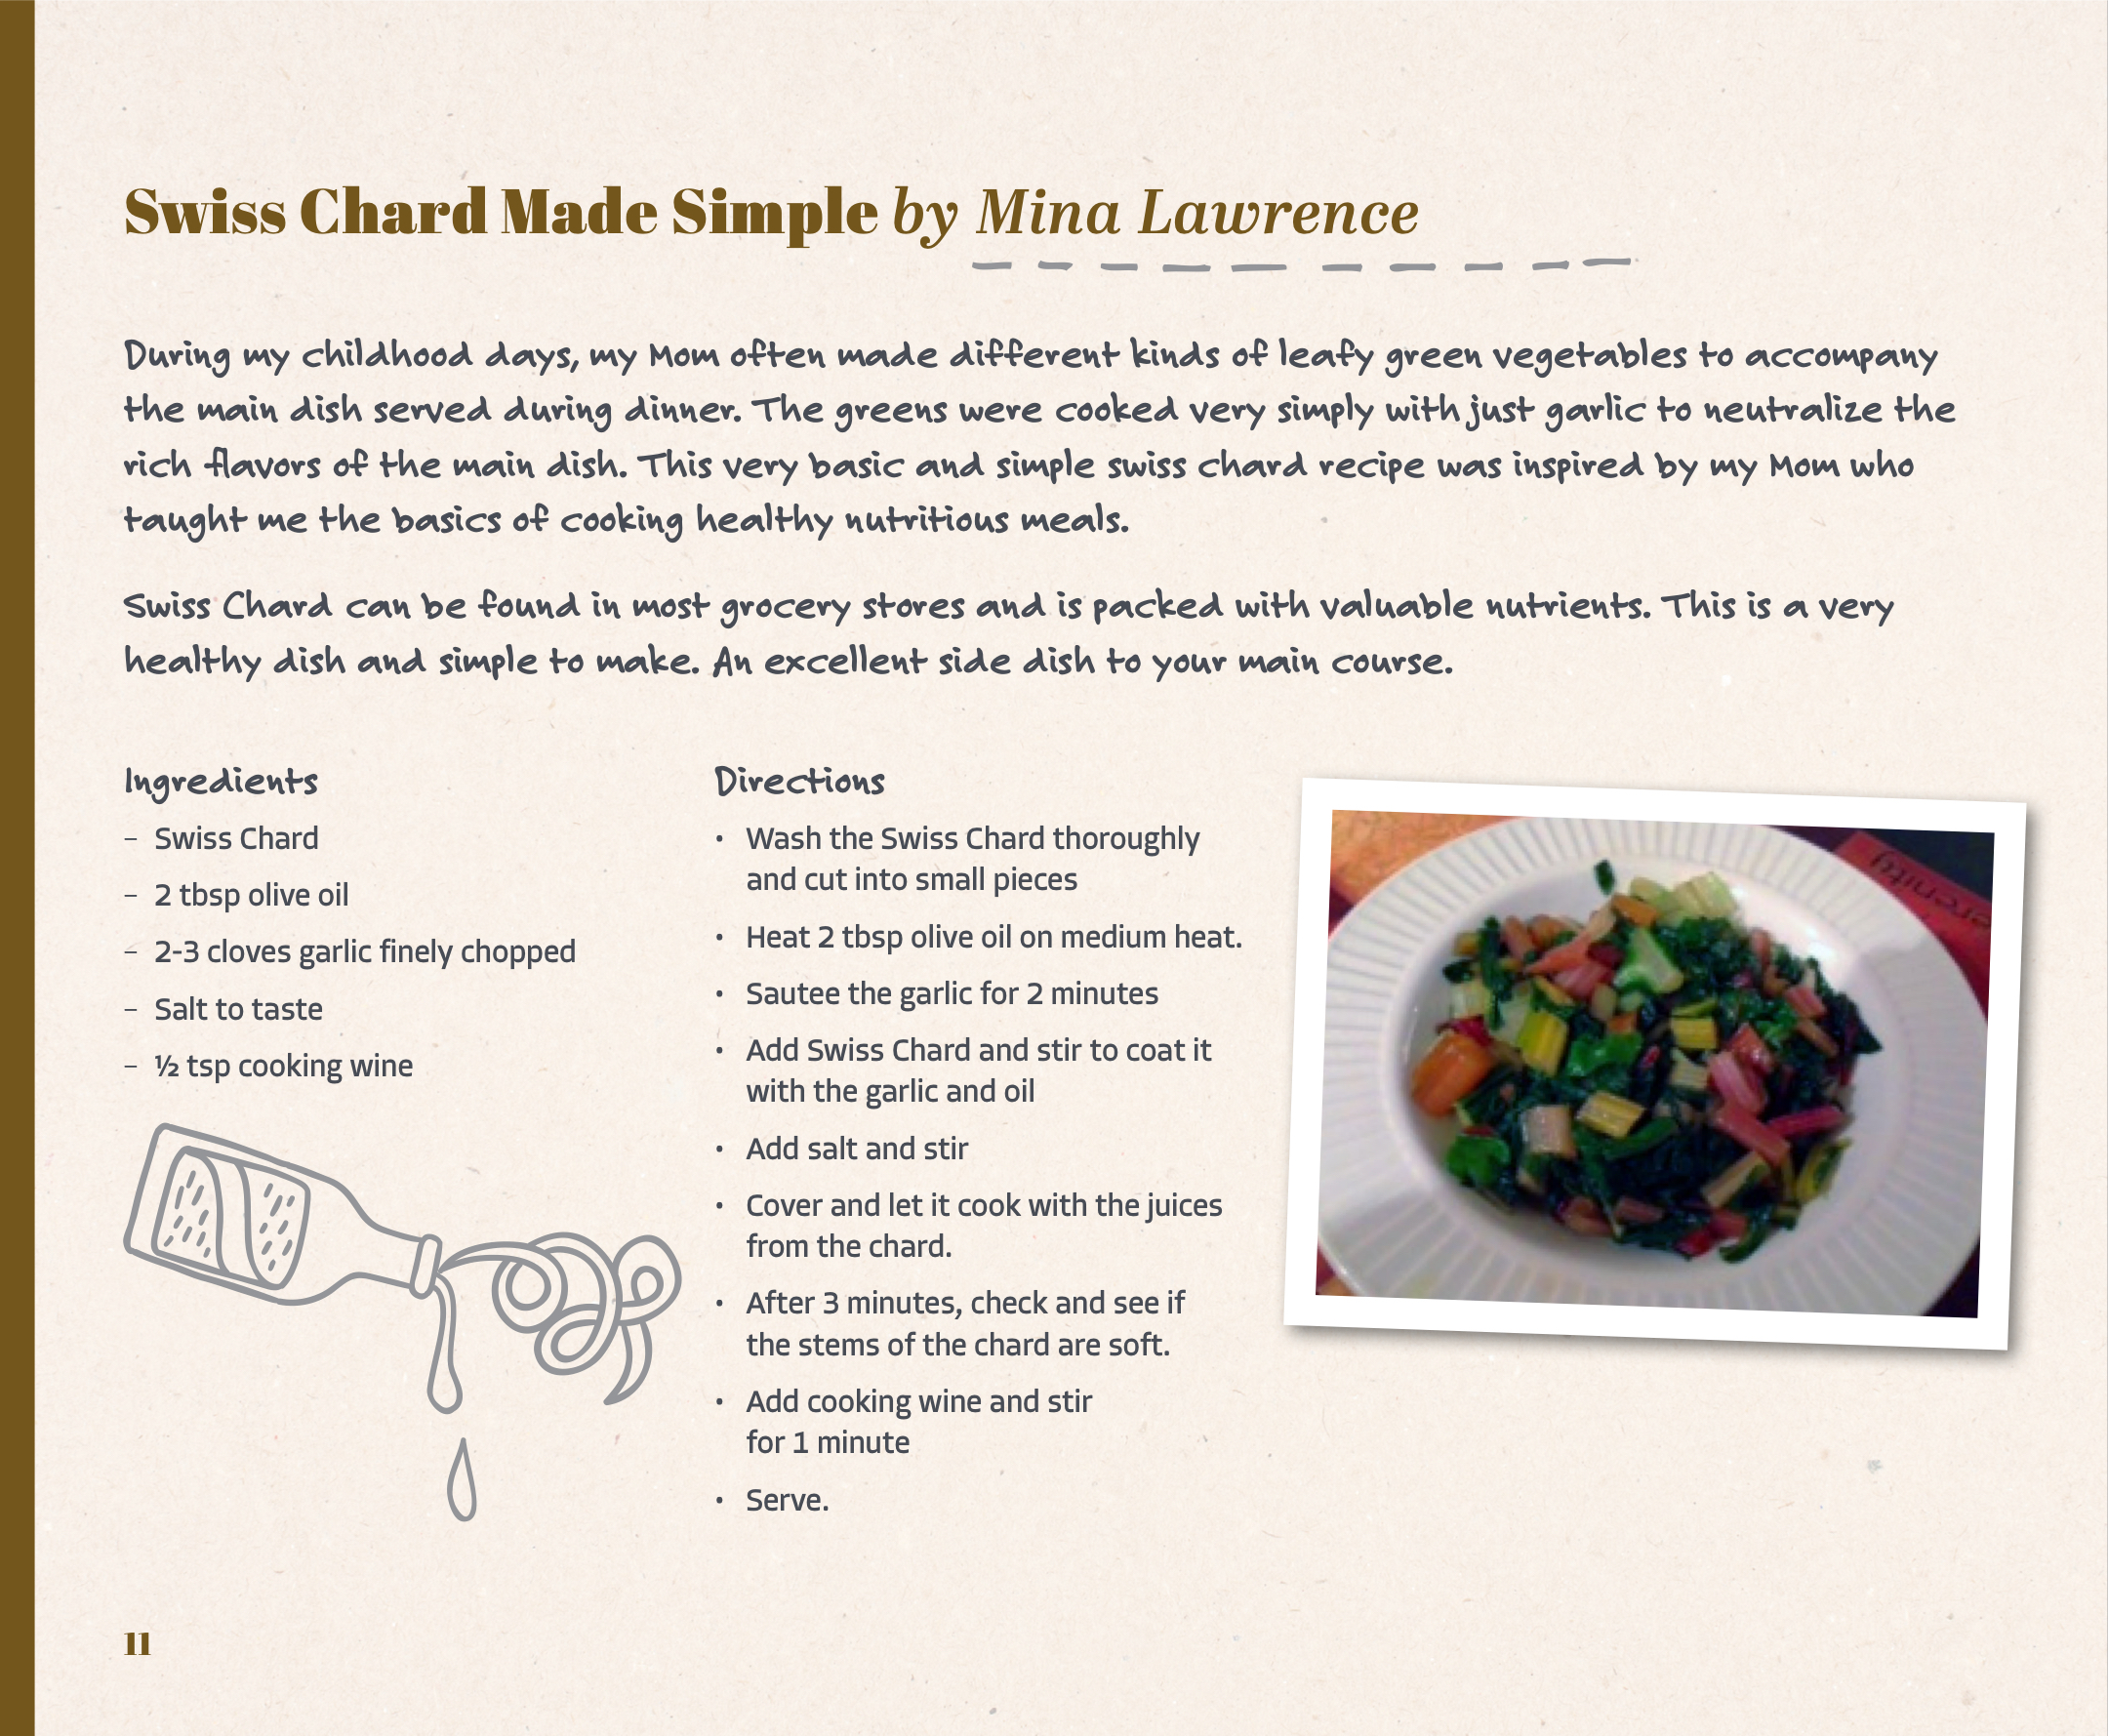 Swiss Chard Made Simple by Mina Lawrence
During my childhood days, my Mom often made different kinds of leafy green vegetables to accompany
the main dish served during dinner. The greens were cooked very simply with just garlic to neutralize the
rich flavors of the main dish. This very basic and simple swiss chard recipe was inspired by my Mom who
taught me the basics of cooking healthy nutritious meals.
Swiss Chard can be found in most grocery stores and is packed with valuable nutrients. This is a very
healthy dish and simple to make. An excellent side dish to your main course.
Ingredients
– Swiss Chard
– 2 tbsp olive oil
– 2-3 cloves garlic finely chopped
– Salt to taste
– ½ tsp cooking wine
Directions
• Wash the Swiss Chard thoroughly
and cut into small pieces
• Heat 2 tbsp olive oil on medium heat.
• Sautee the garlic for 2 minutes
• Add Swiss Chard and stir to coat it
with the garlic and oil
• Add salt and stir
• Cover and let it cook with the juices
from the chard.
• After 3 minutes, check and see if
the stems of the chard are soft.
• Add cooking wine and stir
for 1 minute
• Serve.
erenity
11